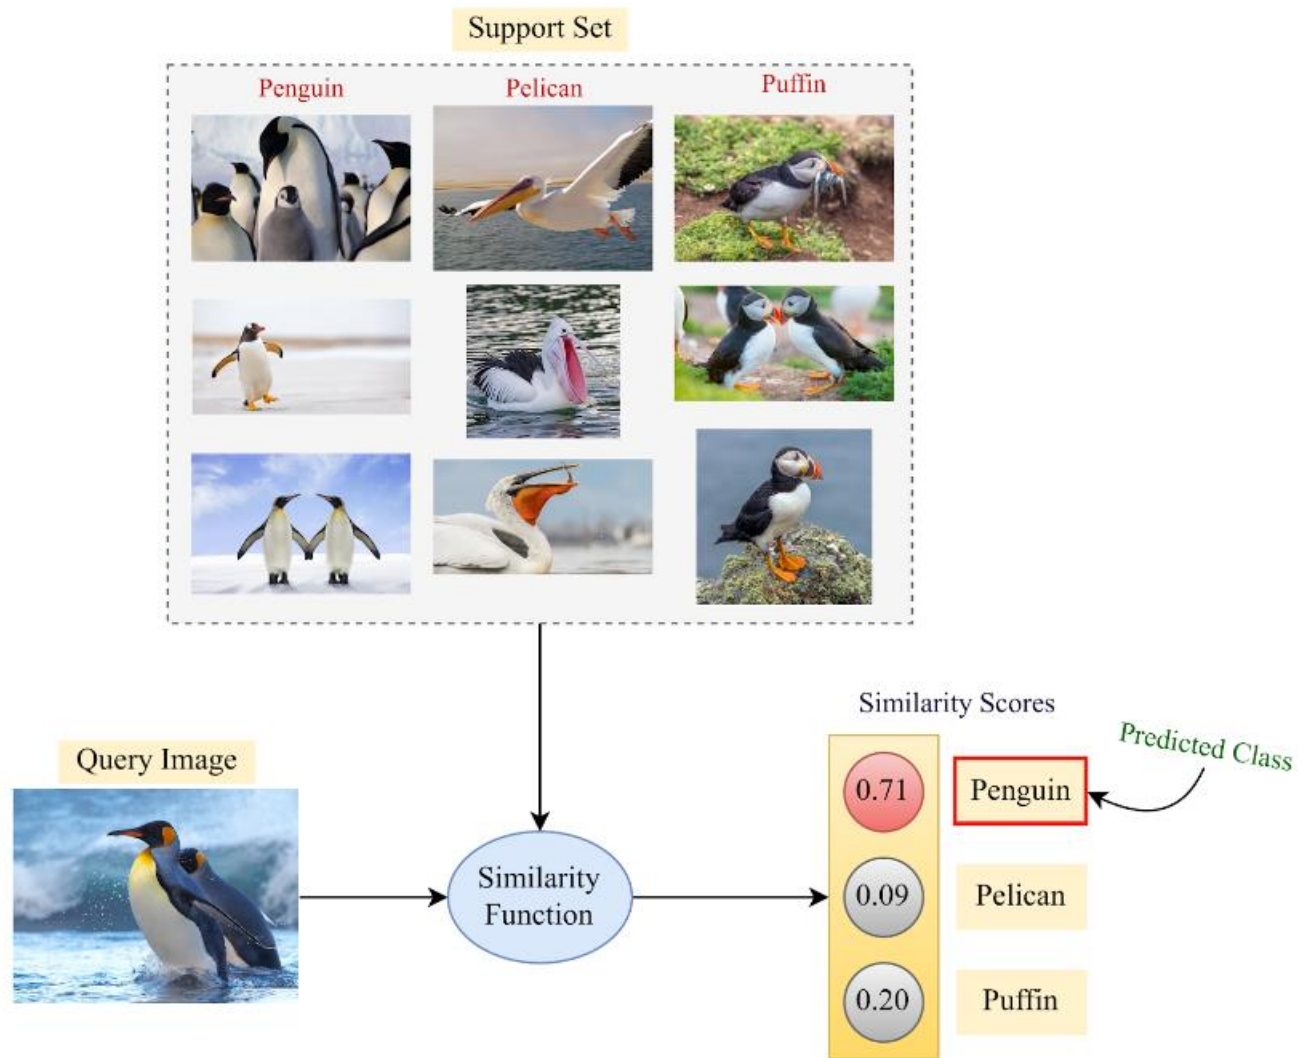 Support Set
Penguin
Pelican
Puffin
Query Image
Similarity
Function
Similarity Scores
Predicted Class
0.71
Penguin
0.09
Pelican
0.20
Puffin